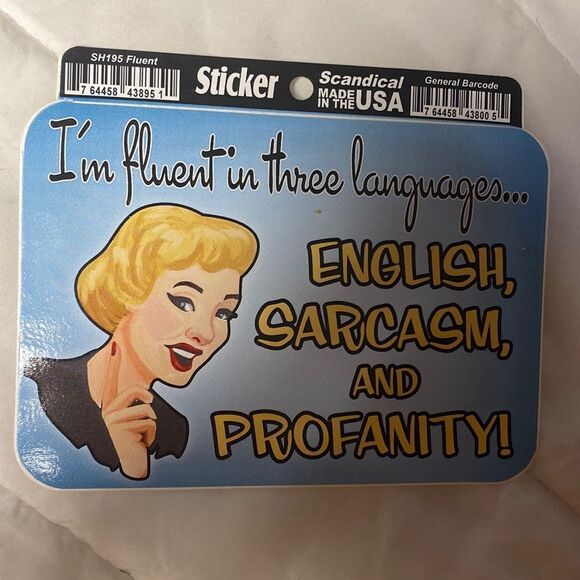 SH195 Fluent
7 64458 43895 1
Sticker
Scandical
MADE IN THE USA
General Barcode
7 64458 43800 5
I'm fluent in three languages...
ENGLISH,
SARCASM,
AND
PROFANITY!